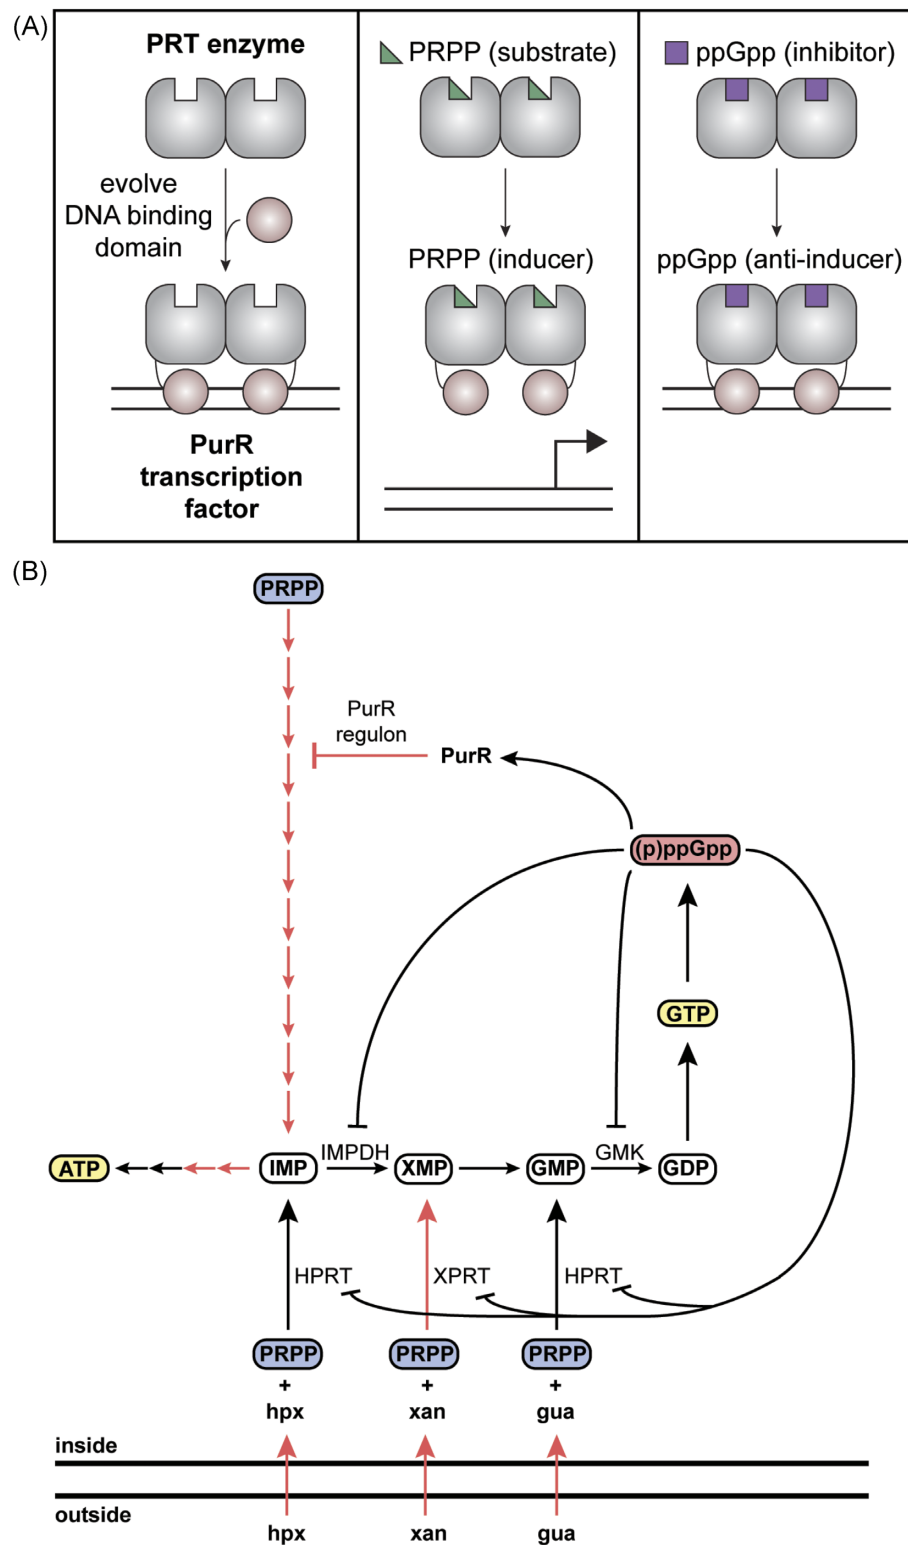 (A)
PRT enzyme
evolve
DNA binding
domain
PurR
transcription
factor
PRPP (substrate)
PRPP (inducer)
ppGpp (inhibitor)
ppGpp (anti-inducer)
(B)
PRPP
PurR
regulon
PurR
(p)ppGpp
GTP
ATP
IMP
IMPDH
XMP
GMP
GMK
GDP
HPRT
XPRT
HPRT
PRPP
+
hpx
PRPP
+
xan
PRPP
+
gua
inside
outside
hpx
xan
gua